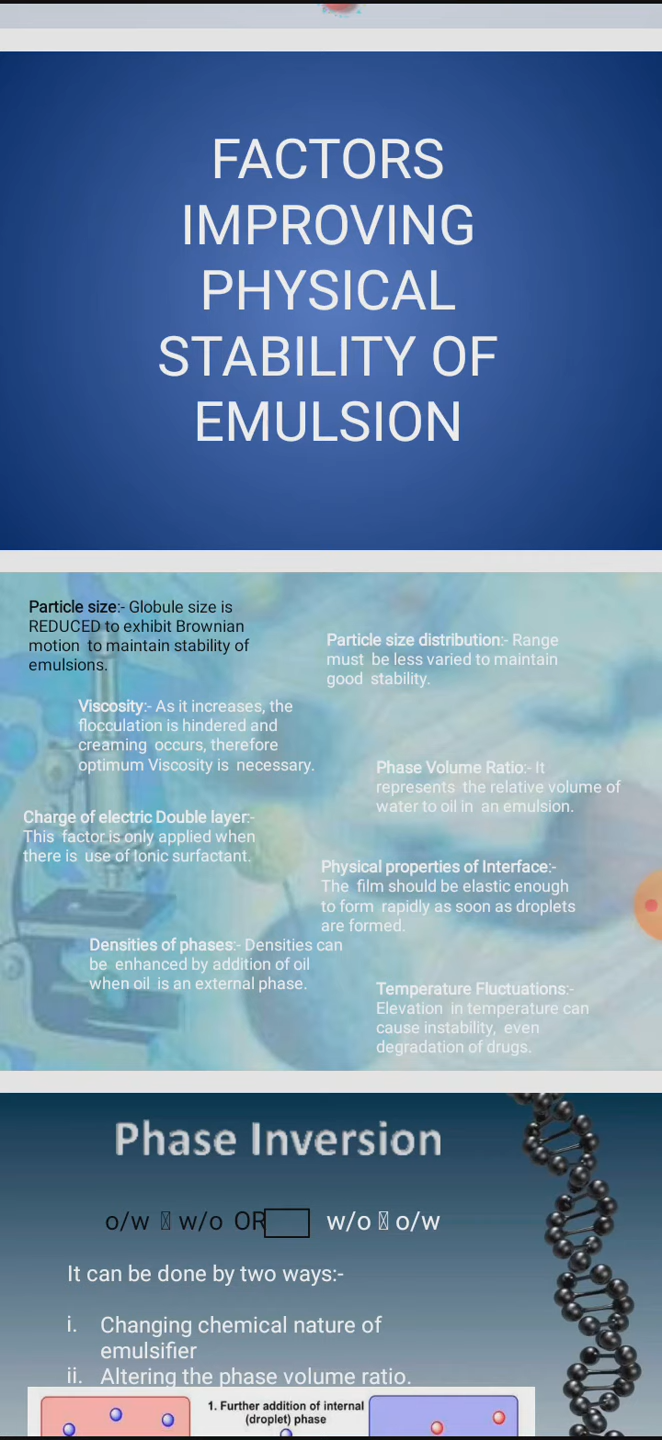 FACTORS
IMPROVING
PHYSICAL
STABILITY OF
EMULSION
Particle size:- Globule size is
REDUCED to exhibit Brownian
motion to maintain stability of
emulsions.
Particle size distribution:- Range
must be less varied to maintain
good stability.
Viscosity:- As it increases, the
flocculation is hindered and
creaming occurs, therefore
optimum Viscosity is necessary.
Phase Volume Ratio:- It
represents the relative volume of
water to oil in an emulsion.
Charge of electric Double layer:-
This factor is only applied when
there is use of Ionic surfactant.
Physical properties of Interface:-
The film should be elastic enough
to form rapidly as soon as droplets
are formed.
Densities of phases:- Densities can
be enhanced by addition of oil
when oil is an external phase.
Temperature Fluctuations:-
Elevation in temperature can
cause instability, even
degradation of drugs.
Phase Inversion
o/w w/o OR w/o o/w
It can be done by two ways:-
i. Changing chemical nature of
emulsifier
ii. Altering the phase volume ratio.
1. Further addition of internal
(droplet) phase